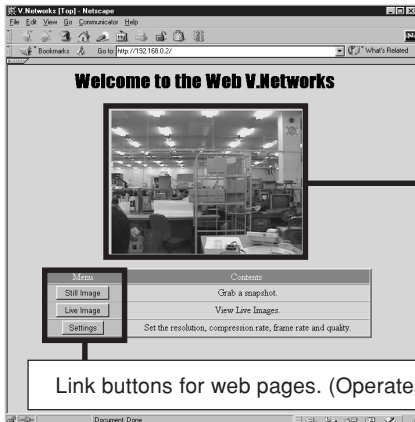 V.Networks [Top] - Netscape
File Edit View Go Communicator Help
Bookmarks Go to: http://192.168.0.2/ What's Related
Welcome to the Web V.Networks
Menu Contents
Still Image Grab a snapshot.
Live Image View Live Images.
Settings Set the resolution, compression rate, frame rate and quality.
Link buttons for web pages. (Operates
Document: Done